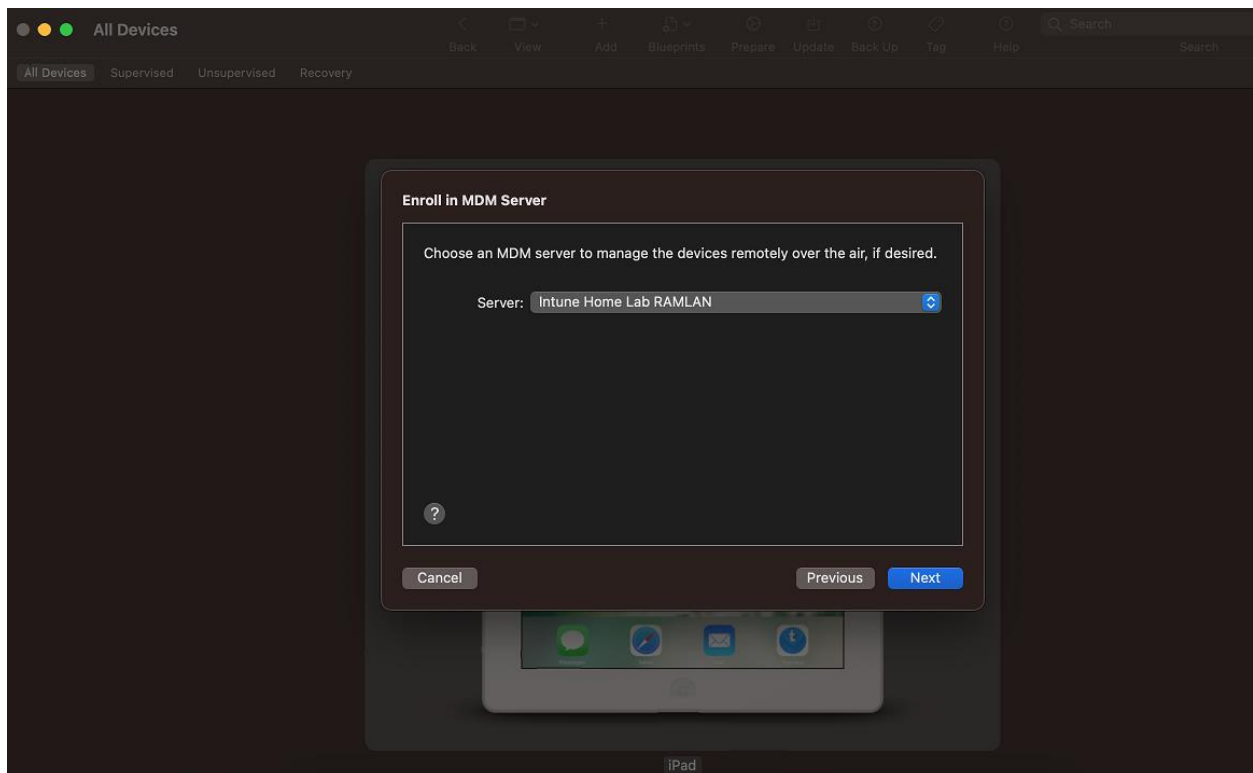 All Devices
Back View Add Blueprints Prepare Update Back Up Tag Help Search
Search
All Devices Supervised Unsupervised Recovery
Enroll in MDM Server
Choose an MDM server to manage the devices remotely over the air, if desired.
Server: Intune Home Lab RAMLAN
?
Cancel Previous Next
iPad